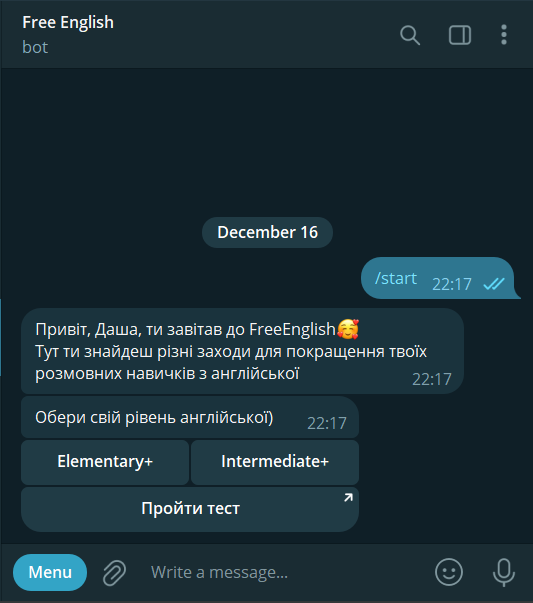 Free English
bot
December 16
/start 22:17
Привіт, Даша, ти завітав до FreeEnglish🥰
Тут ти знайдеш різні заходи для покращення твоїх
розмовних навичків з англійської
22:17
Обери свій рівень англійської) 22:17
Elementary+ Intermediate+
Пройти тест
Menu Write a message...